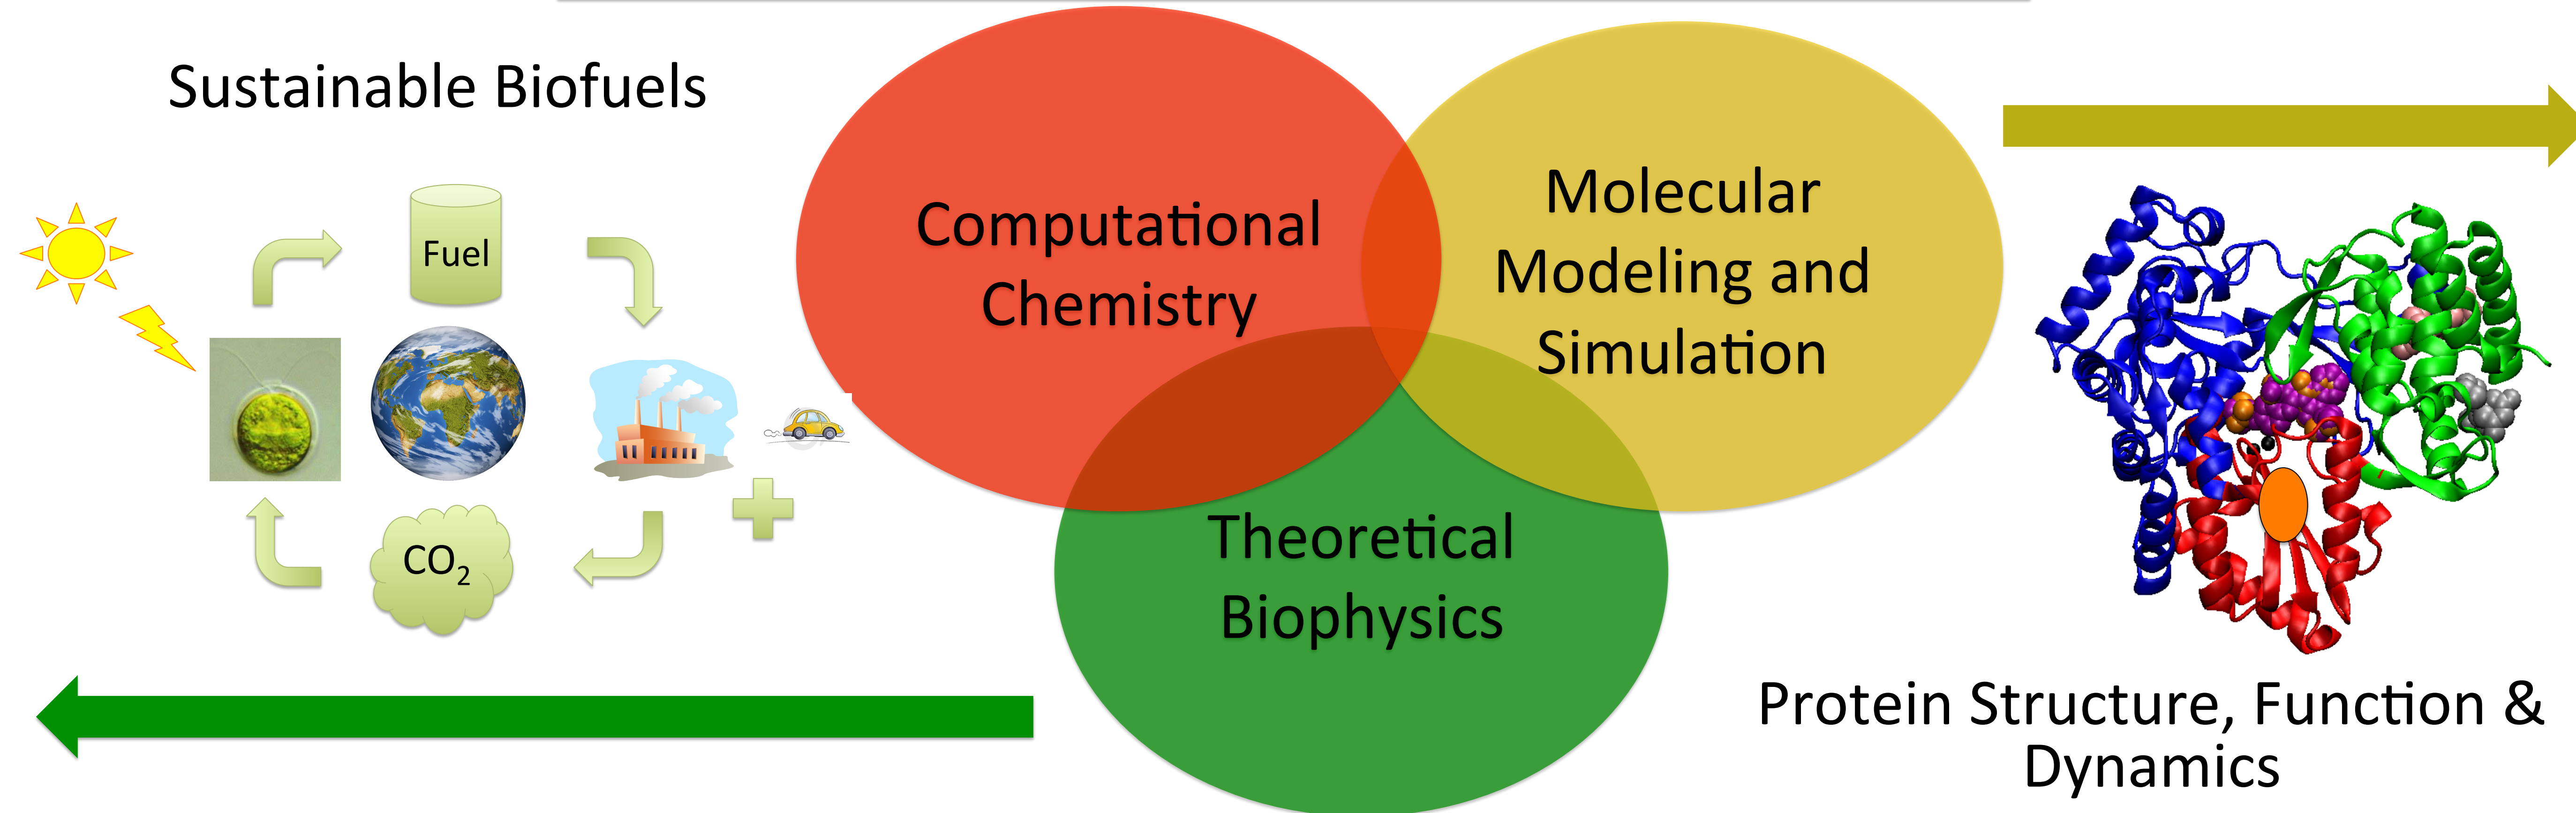 Sustainable Biofuels
Fuel
CO₂
Computational
Chemistry
Molecular
Modeling and
Simulation
Theoretical
Biophysics
Protein Structure, Function &
Dynamics